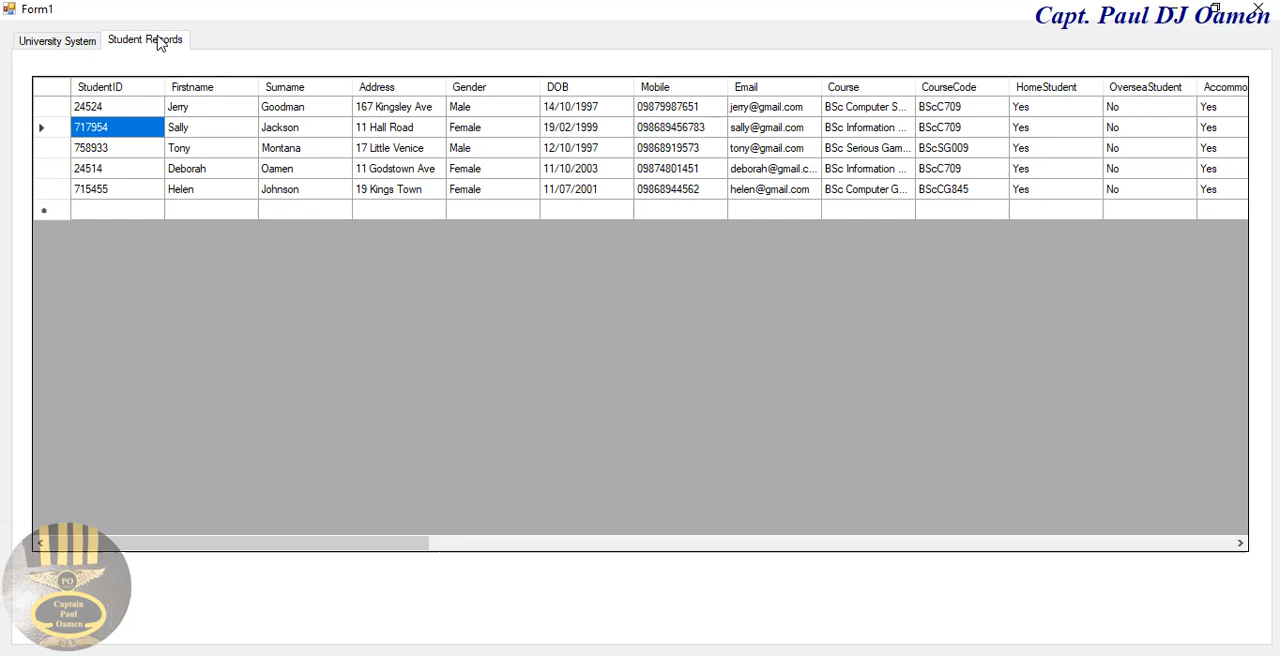 Form1
Capt. Paul DJ Oamen
University System Student Records
StudentID Firstname Surname Address Gender DOB Mobile Email Course CourseCode HomeStudent OverseaStudent Accommo
24524 Jerry Goodman 167 Kingsley Ave Male 14/10/1997 09879987651 jerry@gmail.com BSc Computer S... BScC709 Yes No Yes
717954 Sally Jackson 11 Hall Road Female 19/02/1999 098689456783 sally@gmail.com BSc Information ... BScC709 Yes No Yes
758933 Tony Montana 17 Little Venice Male 12/10/1997 09868919573 tony@gmail.com BSc Serious Gam... BScSG009 Yes No Yes
24514 Deborah Oamen 11 Godstown Ave Female 11/10/2003 09874801451 deborah@gmail.c... BSc Information ... BScC709 Yes No Yes
715455 Helen Johnson 19 Kings Town Female 11/07/2001 09868944562 helen@gmail.com BSc Computer G... BScCG845 Yes No Yes
PO
Captain
Paul
Oamen